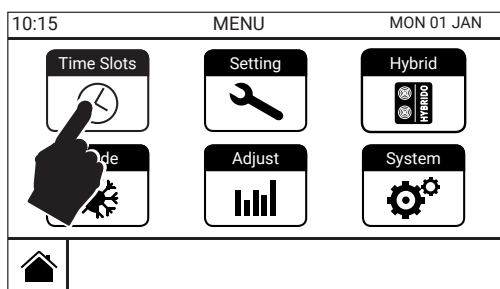 10:15 MENU MON 01 JAN
Time Slots Setting Hybrid
HYBRIDO
Adjust System